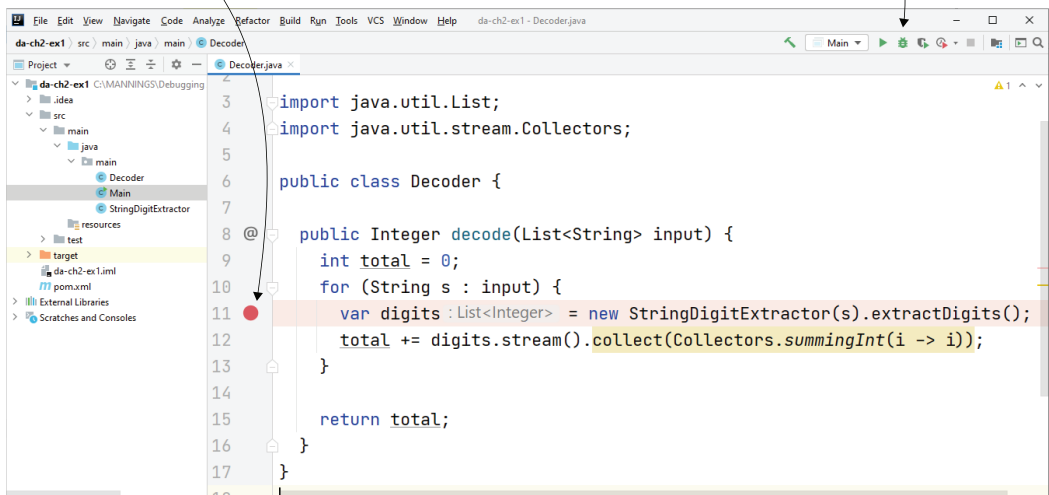 File Edit View Navigate Code Analyze Refactor Build Run Tools VCS Window Help da-ch2-ex1 - Decoder.java
da-ch2-ex1 src main java main Decoder Main
Project Decoder.java
da-ch2-ex1 C:\MANNINGS\Debugging
.idea
src
main
java
main
Decoder
Main
StringDigitExtractor
resources
test
target
da-ch2-ex1.iml
pom.xml
External Libraries
Scratches and Consoles
1
3 import java.util.List;
4 import java.util.stream.Collectors;
5
6 public class Decoder {
7
8 @ public Integer decode(List<String> input) {
9 int total = 0;
10 for (String s : input) {
11 var digits : List<Integer> = new StringDigitExtractor(s).extractDigits();
12 total += digits.stream().collect(Collectors.summingInt(i -> i));
13 }
14
15 return total;
16 }
17 }